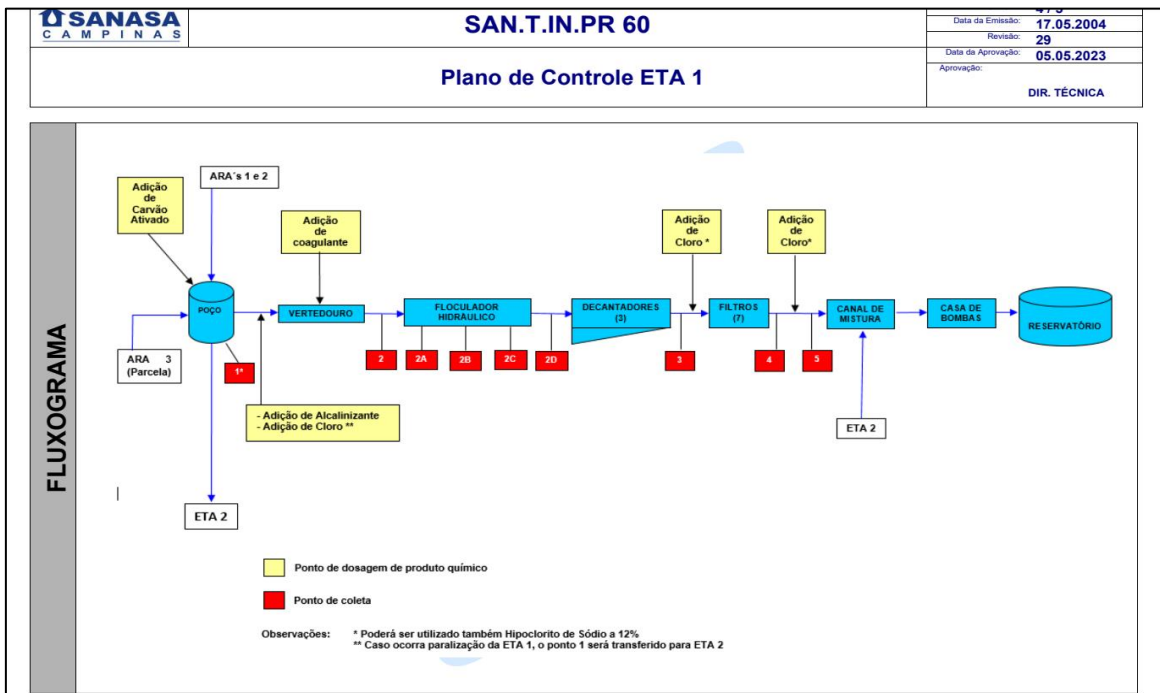 SANASA
CAMPINAS
SAN.T.IN.PR 60
Plano de Controle ETA 1
Data da Emissão: 17.05.2004
Revisão: 29
Data da Aprovação: 05.05.2023
Aprovação:
DIR. TÉCNICA
FLUXOGRAMA
Adição
de
Carvão
Ativado
ARA´s 1 e 2
Adição
de
coagulante
Adição
de
Cloro *
Adição
de
Cloro*
POÇO
VERTEDOURO
FLOCULADOR
HIDRÁULICO
DECANTADORES
(3)
FILTROS
(7)
CANAL DE
MISTURA
CASA DE
BOMBAS
RESERVATÓRIO
ARA 3
(Parcela)
1*
2
2A
2B
2C
2D
3
4
5
- Adição de Alcalinizante
- Adição de Cloro **
ETA 2
ETA 2
Ponto de dosagem de produto químico
Ponto de coleta
Observações: * Poderá ser utilizado também Hipoclorito de Sódio a 12%
** Caso ocorra paralização da ETA 1, o ponto 1 será transferido para ETA 2